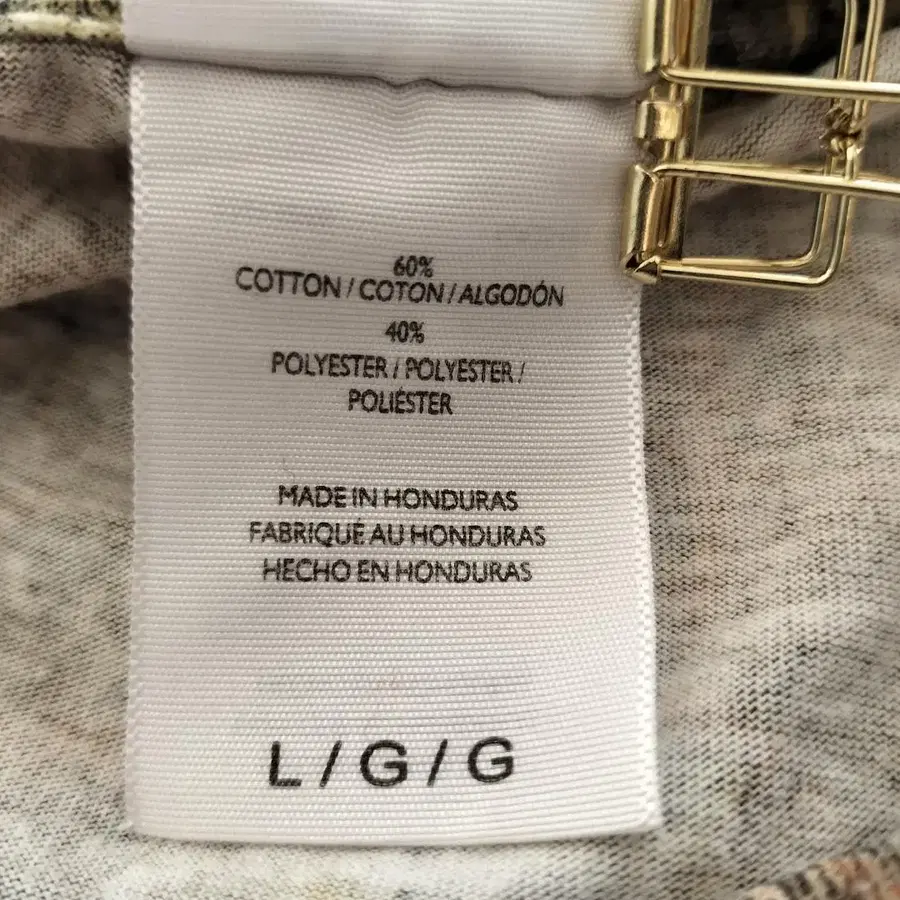 60%
COTTON / COTON / ALGODÓN
40%
POLYESTER / POLYESTER /
POLIÉSTER
MADE IN HONDURAS
FABRIQUÉ AU HONDURAS
HECHO EN HONDURAS
L / G / G